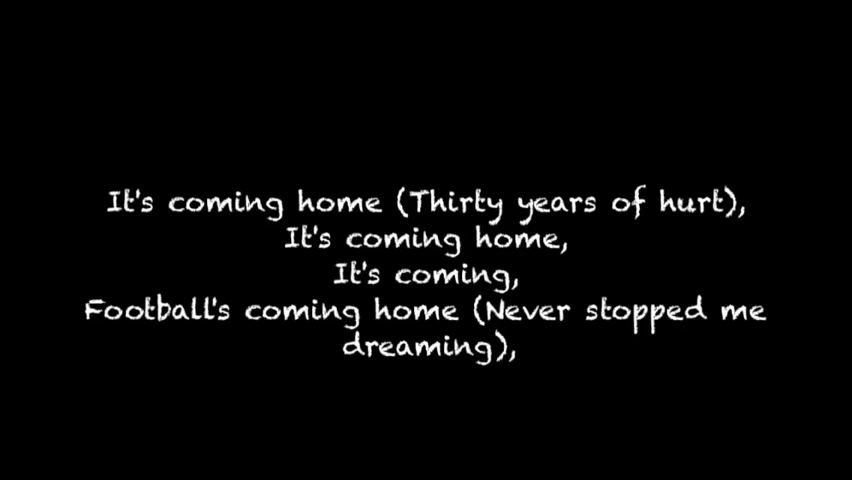 It's coming home (Thirty years of hurt),
It's coming home,
It's coming,
Football's coming home (Never stopped me
dreaming),